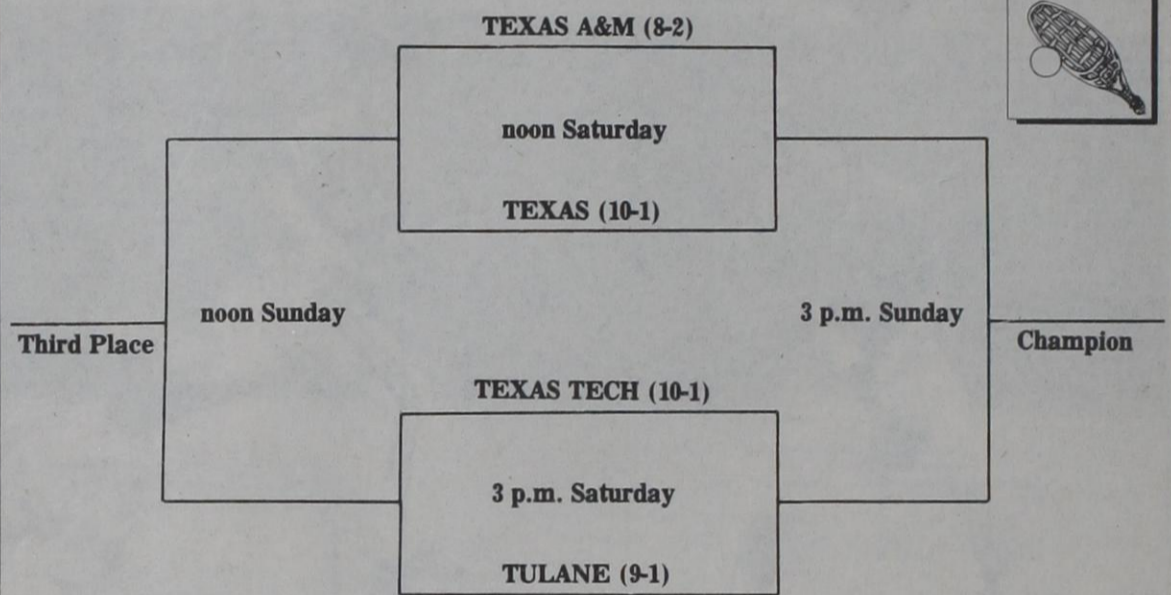 TEXAS A&M (8-2)
noon Saturday
TEXAS (10-1)
noon Sunday
3 p.m. Sunday
Third Place
Champion
TEXAS TECH (10-1)
3 p.m. Saturday
TULANE (9-1)